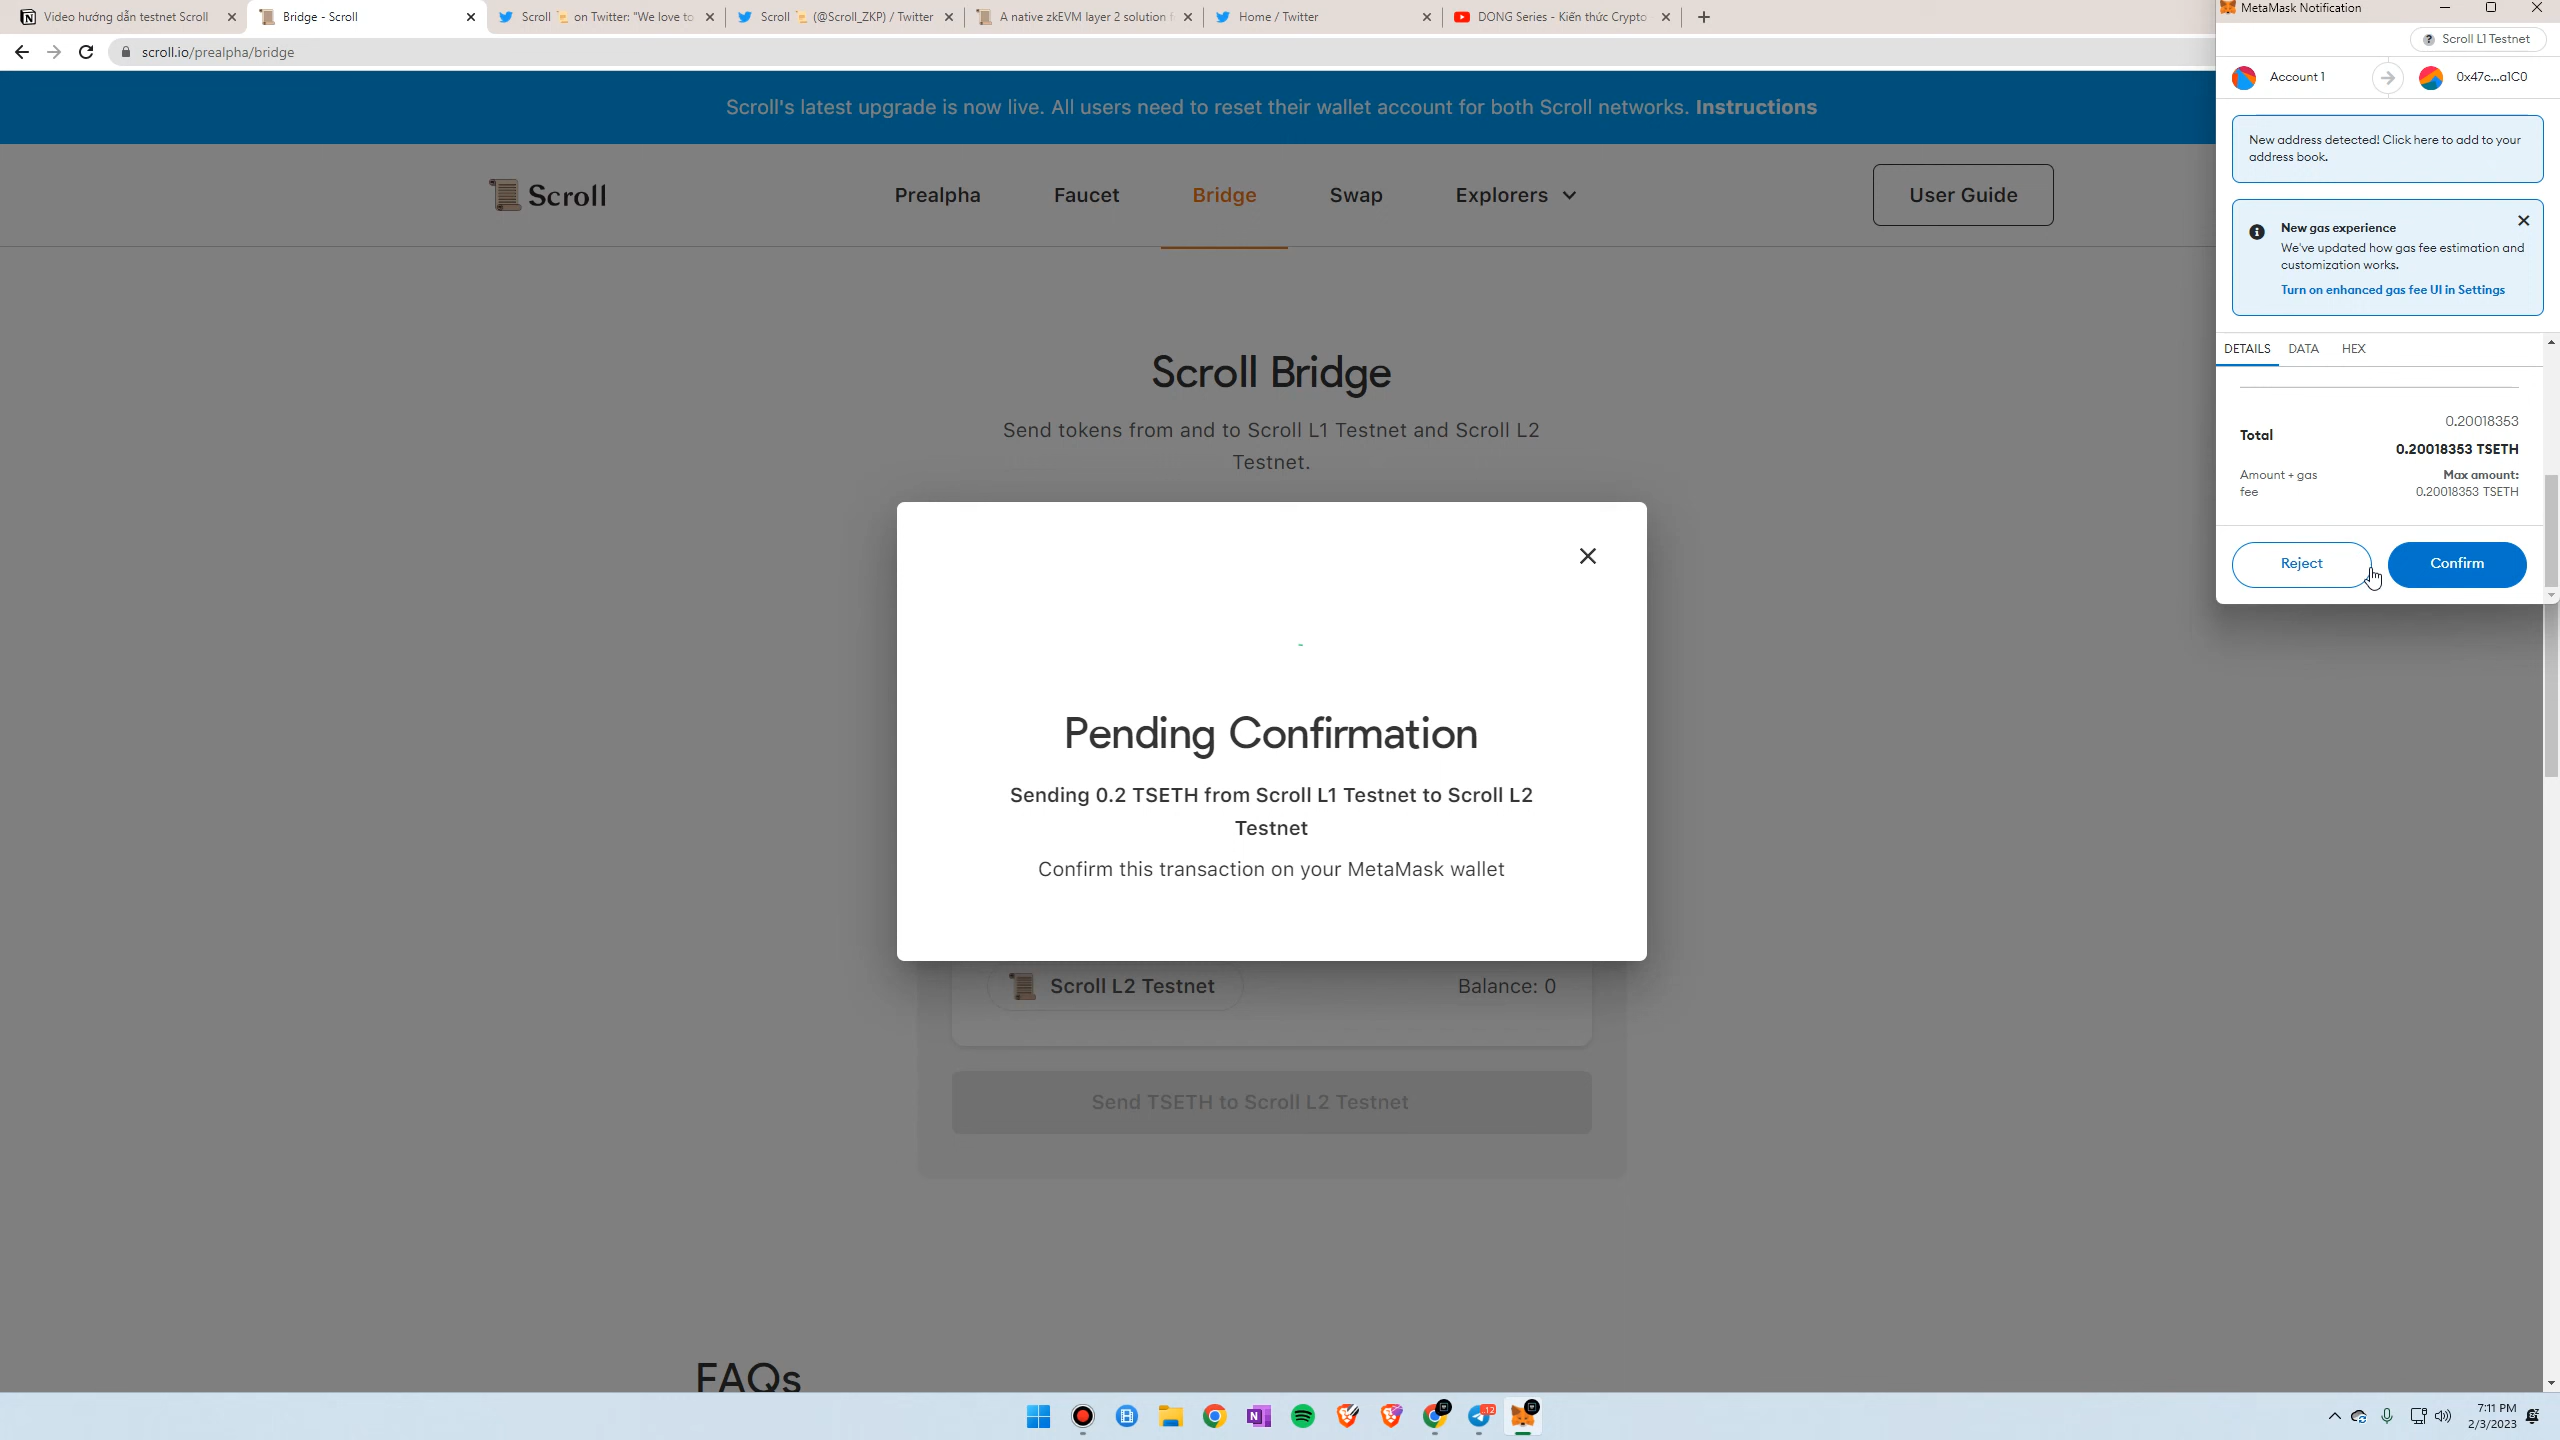 Video hướng dẫn testnet Scroll
Bridge - Scroll
Scroll 📜 on Twitter: "We love to
Scroll 📜 (@Scroll_ZKP) / Twitter
A native zkEVM layer 2 solution f
Home / Twitter
DONG Series - Kiến thức Crypto
scroll.io/prealpha/bridge
Scroll's latest upgrade is now live. All users need to reset their wallet account for both Scroll networks. Instructions
Scroll
Prealpha
Faucet
Bridge
Swap
Explorers
User Guide
Scroll Bridge
Send tokens from and to Scroll L1 Testnet and Scroll L2
Testnet.
Pending Confirmation
Sending 0.2 TSETH from Scroll L1 Testnet to Scroll L2
Testnet
Confirm this transaction on your MetaMask wallet
Scroll L2 Testnet
Balance: 0
Send TSETH to Scroll L2 Testnet
FAQs
MetaMask Notification
Scroll L1 Testnet
Account 1
0x47c...a1C0
New address detected! Click here to add to your
address book.
New gas experience
We've updated how gas fee estimation and
customization works.
Turn on enhanced gas fee UI in Settings
DETAILS
DATA
HEX
0.20018353
Total
0.20018353 TSETH
Amount + gas
fee
Max amount:
0.20018353 TSETH
Reject
Confirm
12
7:11 PM
2/3/2023